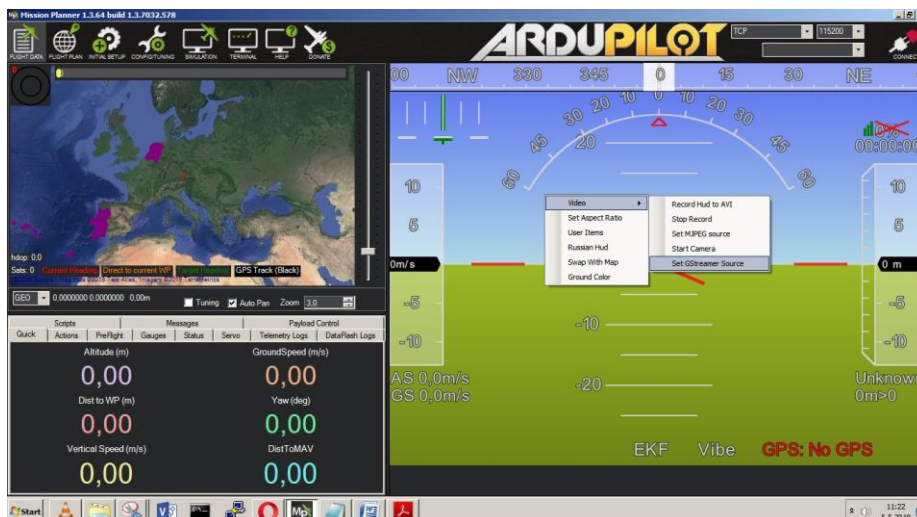 Mission Planner 1.3.64 build 1.3.7032.578
FLIGHT DATA FLIGHT PLAN INITIAL SETUP CONFIG/TUNING SIMULATION TERMINAL HELP DONATE
ARDUPILOT
TCP 115200
CONNECT
NW 330 345 0 15 30 NE
60 45 30 20 10 0 10 20 30 45 60
20
0%
00:00:00
10 10
5 5
0m/s 0 m
-5 -5
-10 -10
-10
-20
Video
Set Aspect Ratio
User Items
Russian Hud
Swap With Map
Ground Color
Record Hud to AVI
Stop Record
Set MJPEG source
Start Camera
Set GStreamer Source
hdop: 0,0
Sats: 0 Current Heading Direct to current WP Target Heading GPS Track (Black)
GEO 0,0000000 0,0000000 0,00m Tuning Auto Pan Zoom 3,0
Scripts Messages Payload Control
Quick Actions PreFlight Gauges Status Servo Telemetry Logs DataFlash Logs
Altitude (m) GroundSpeed (m/s)
0,00 0,00
Dist to WP (m) Yaw (deg)
0,00 0,00
Vertical Speed (m/s) DistToMAV
0,00 0,00
AS 0,0m/s
GS 0,0m/s
Unknown
0m>0
EKF Vibe GPS: No GPS
Start
11:22